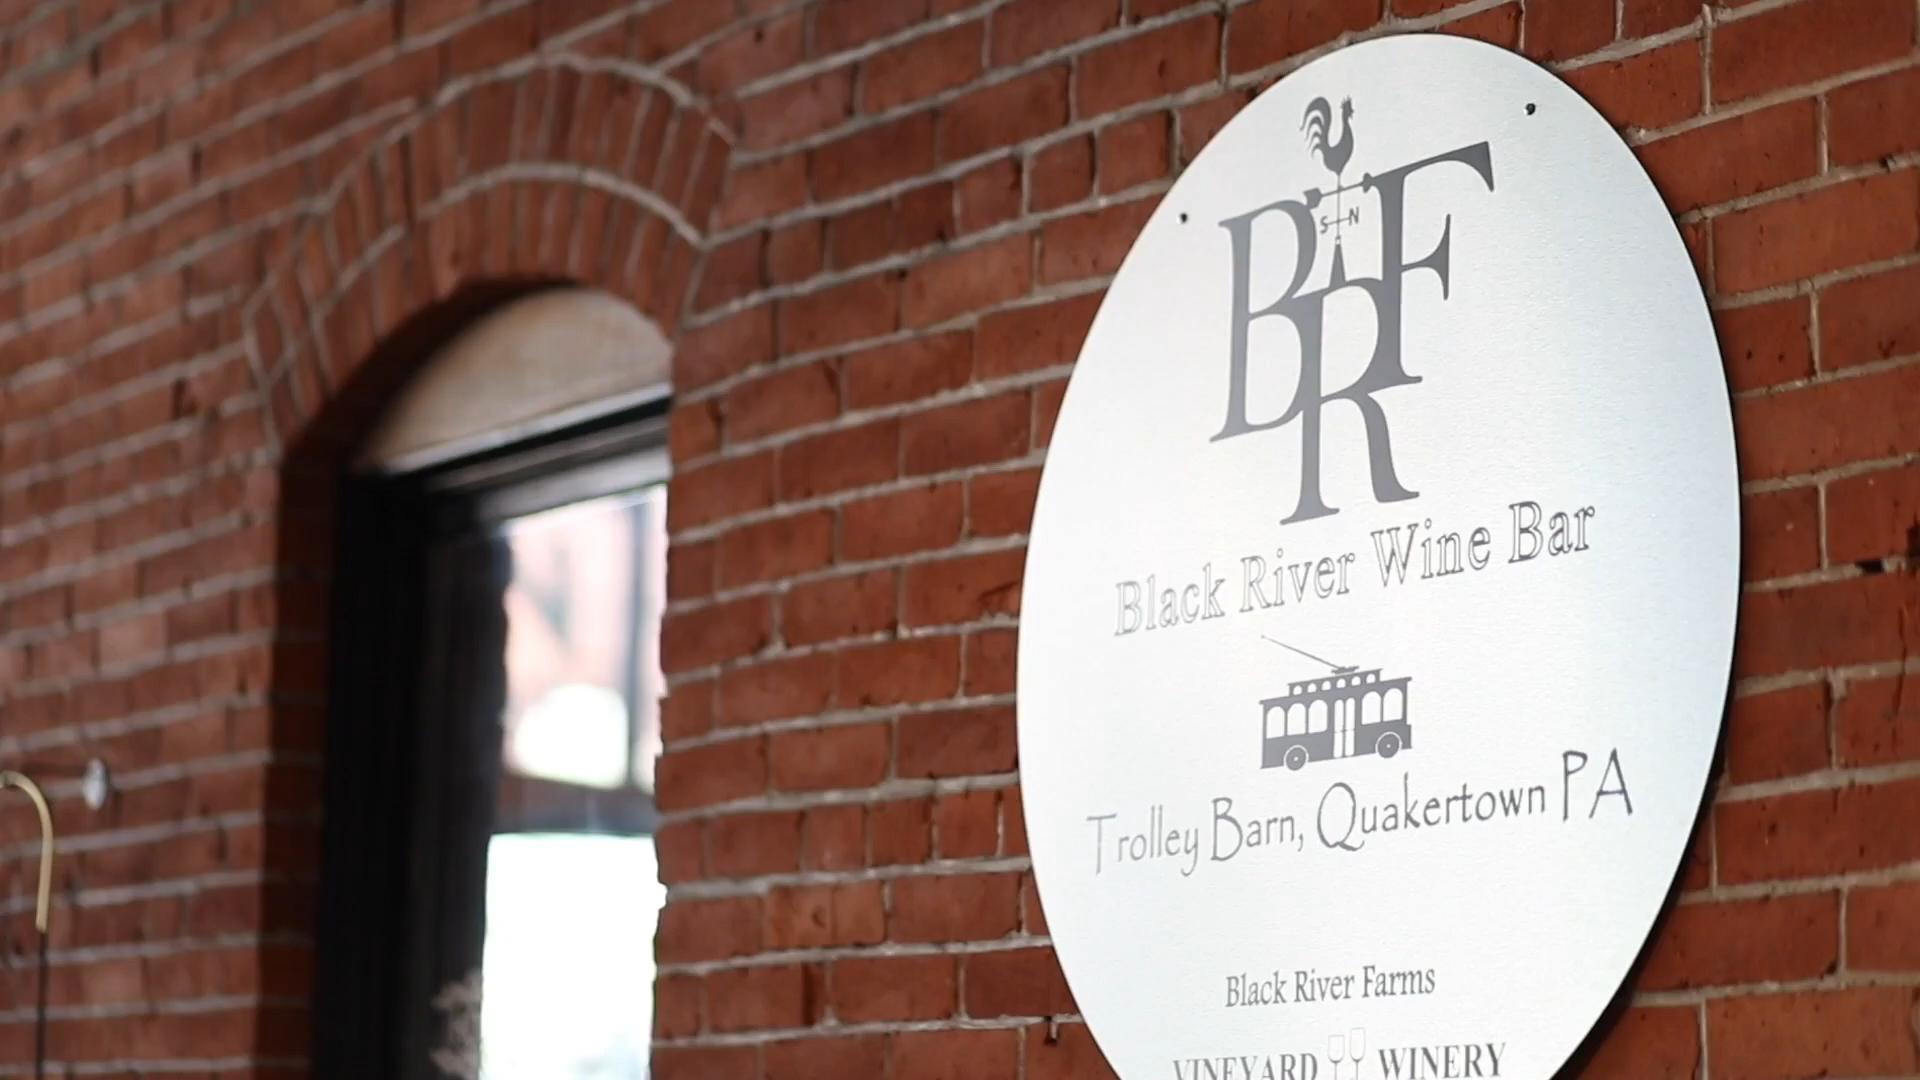 BRF
S N
Black River Wine Bar
Trolley Barn, Quakertown PA
Black River Farms
VINEYARD WINERY